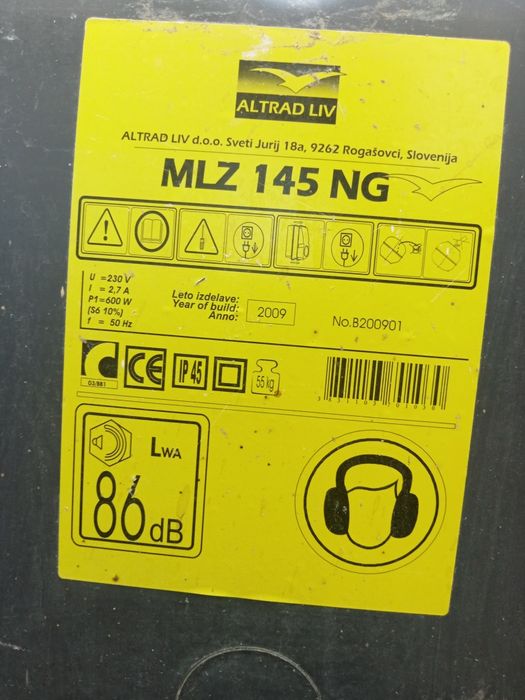 ALTRAD LIV
ALTRAD LIV d.o.o. Sveti Jurij 18a, 9262 Rogašovci, Slovenija
MLZ 145 NG
U = 230 V
I = 2,7 A
P1=600 W
(S6 10%)
f = 50 Hz
Leto izdelave:
Year of build:
Anno:
2009
No.B200901
CE
IP 45
55 kg
LWA
86 dB